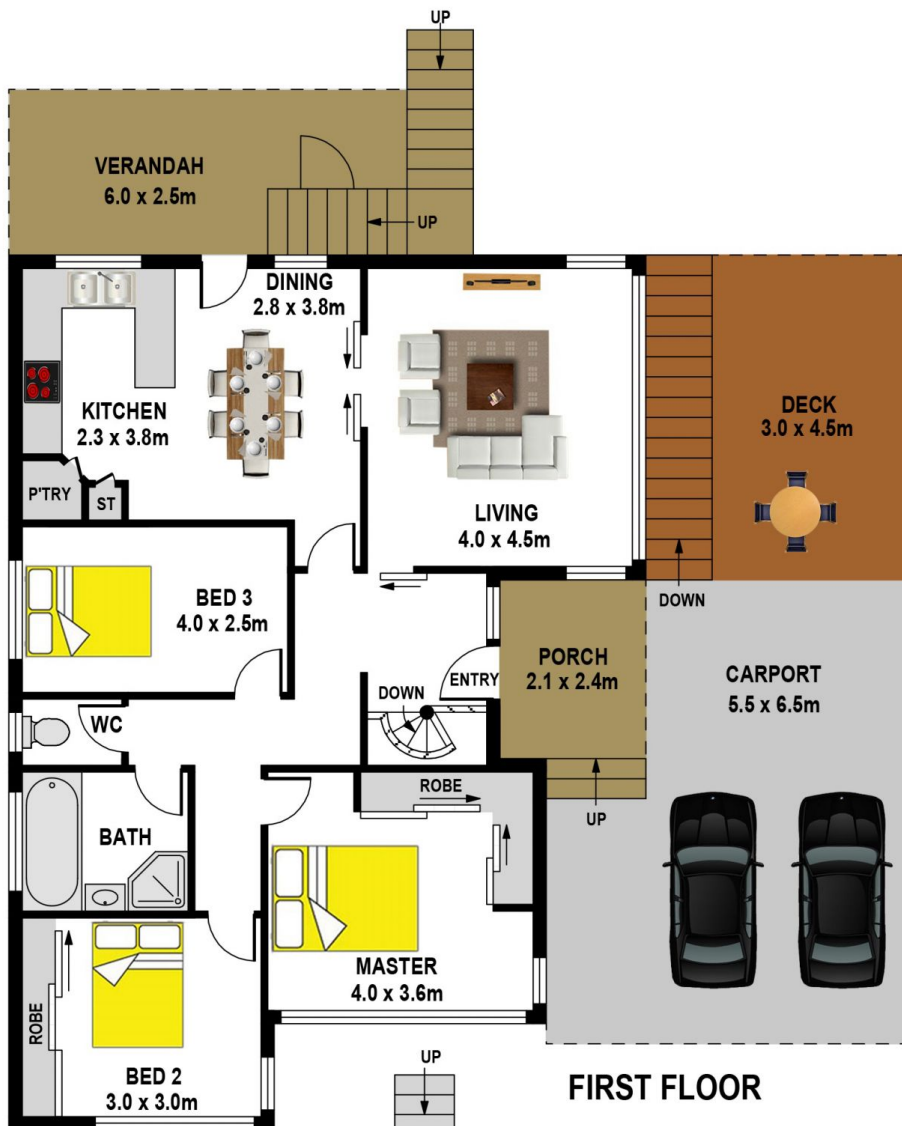 UP
VERANDAH
6.0 x 2.5m
UP
DINING
2.8 x 3.8m
KITCHEN
2.3 x 3.8m
DECK
3.0 x 4.5m
P'TRY
ST
LIVING
4.0 x 4.5m
BED 3
4.0 x 2.5m
DOWN
PORCH
2.1 x 2.4m
ENTRY
CARPORT
5.5 x 6.5m
DOWN
WC
ROBE
UP
BATH
MASTER
4.0 x 3.6m
ROBE
UP
BED 2
3.0 x 3.0m
FIRST FLOOR